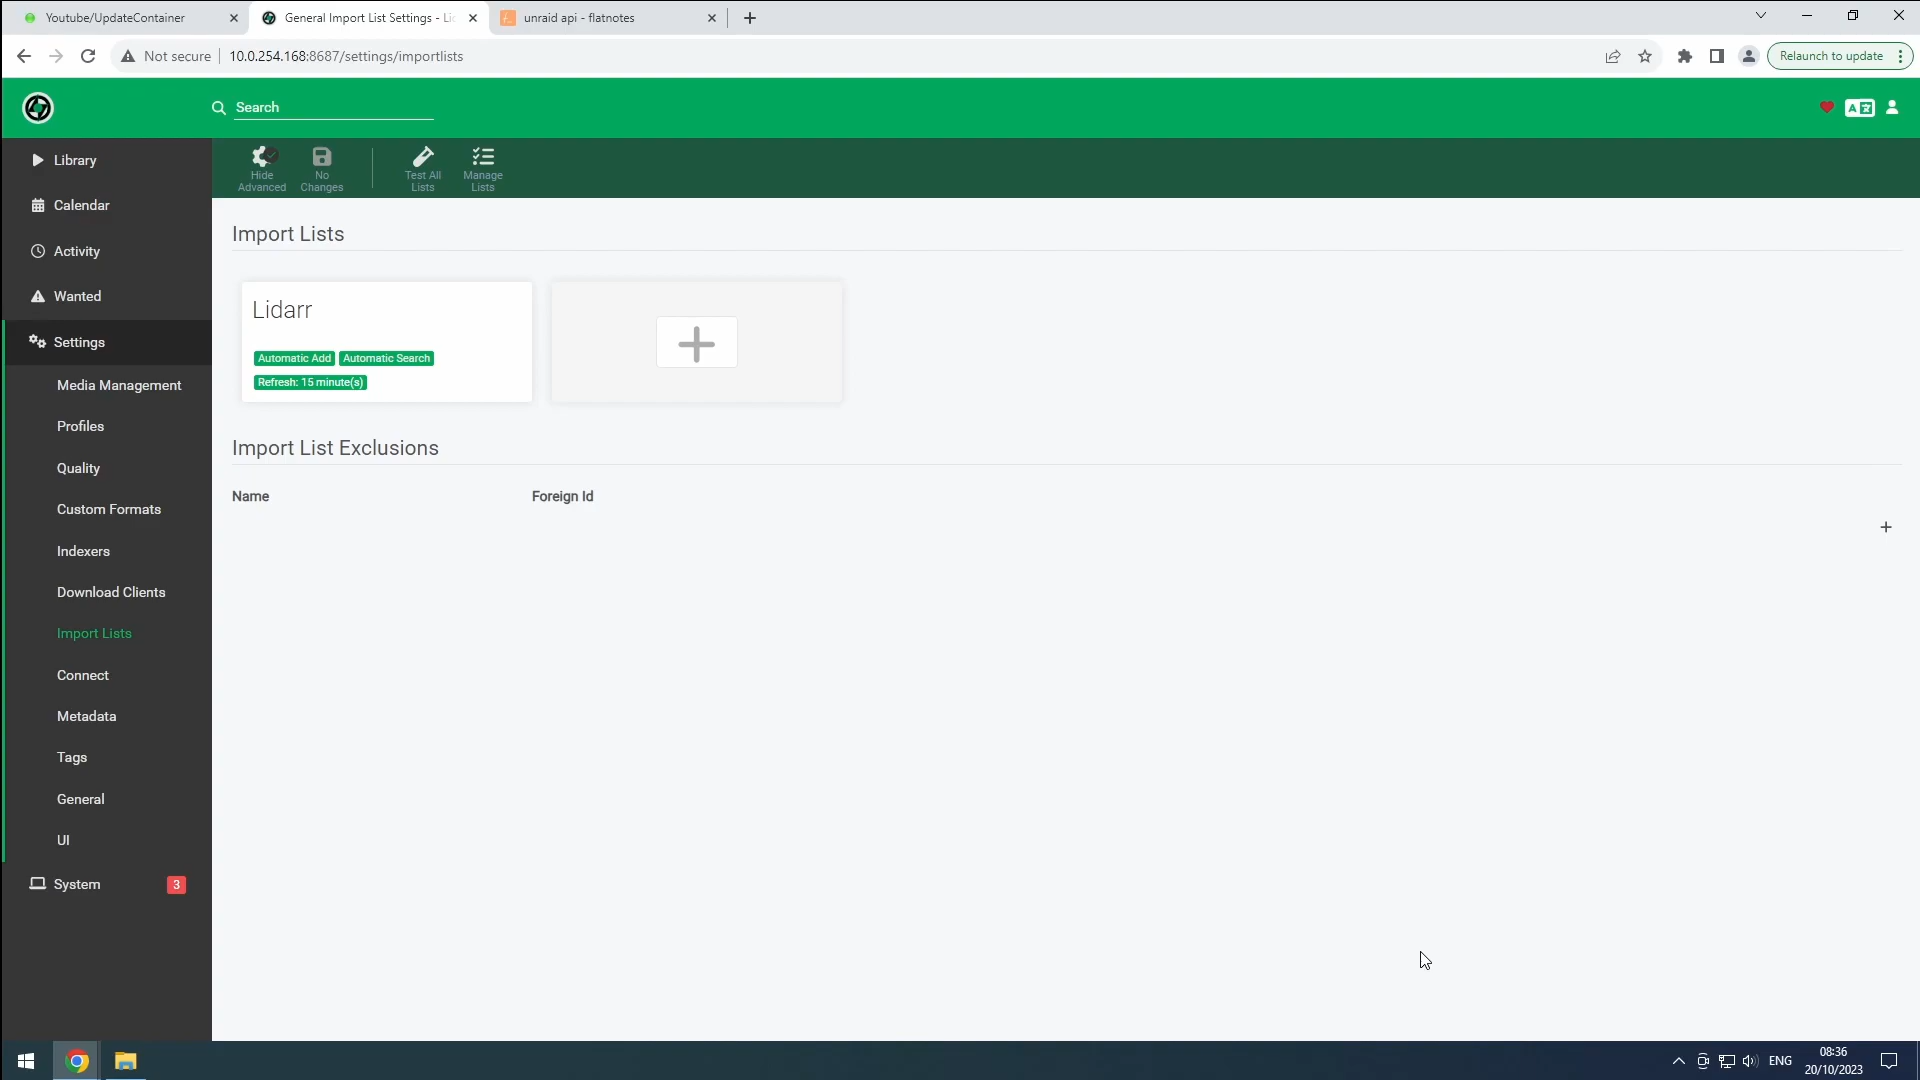 Youtube/UpdateContainer
General Import List Settings - Li
unraid api - flatnotes
Not secure
10.0.254.168:8687/settings/importlists
Relaunch to update
Search
Library
Calendar
Activity
Wanted
Settings
Media Management
Profiles
Quality
Custom Formats
Indexers
Download Clients
Import Lists
Connect
Metadata
Tags
General
UI
System
3
Hide
Advanced
No
Changes
Test All
Lists
Manage
Lists
Import Lists
Lidarr
Automatic Add
Automatic Search
Refresh: 15 minute(s)
Import List Exclusions
Name
Foreign Id
ENG
08:36
20/10/2023